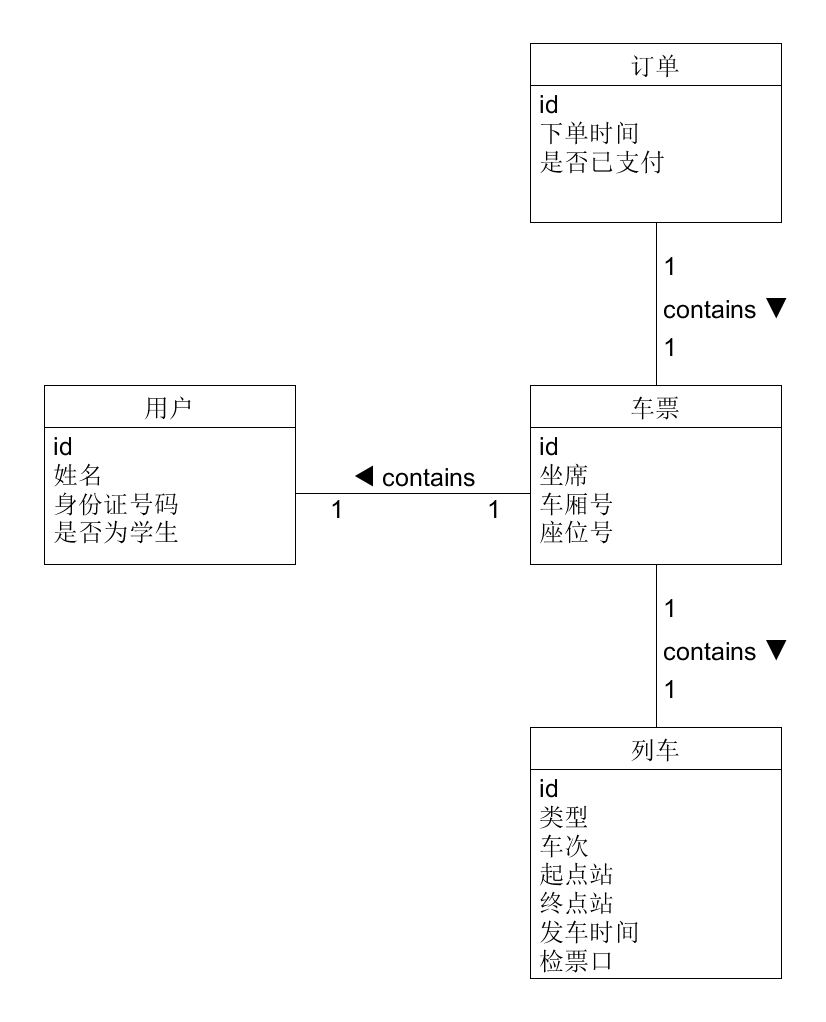 订单
id
下单时间
是否已支付
1
contains ▼
1
用户
id
姓名
身份证号码
是否为学生
◀ contains
1
1
车票
id
坐席
车厢号
座位号
1
contains ▼
1
列车
id
类型
车次
起点站
终点站
发车时间
检票口